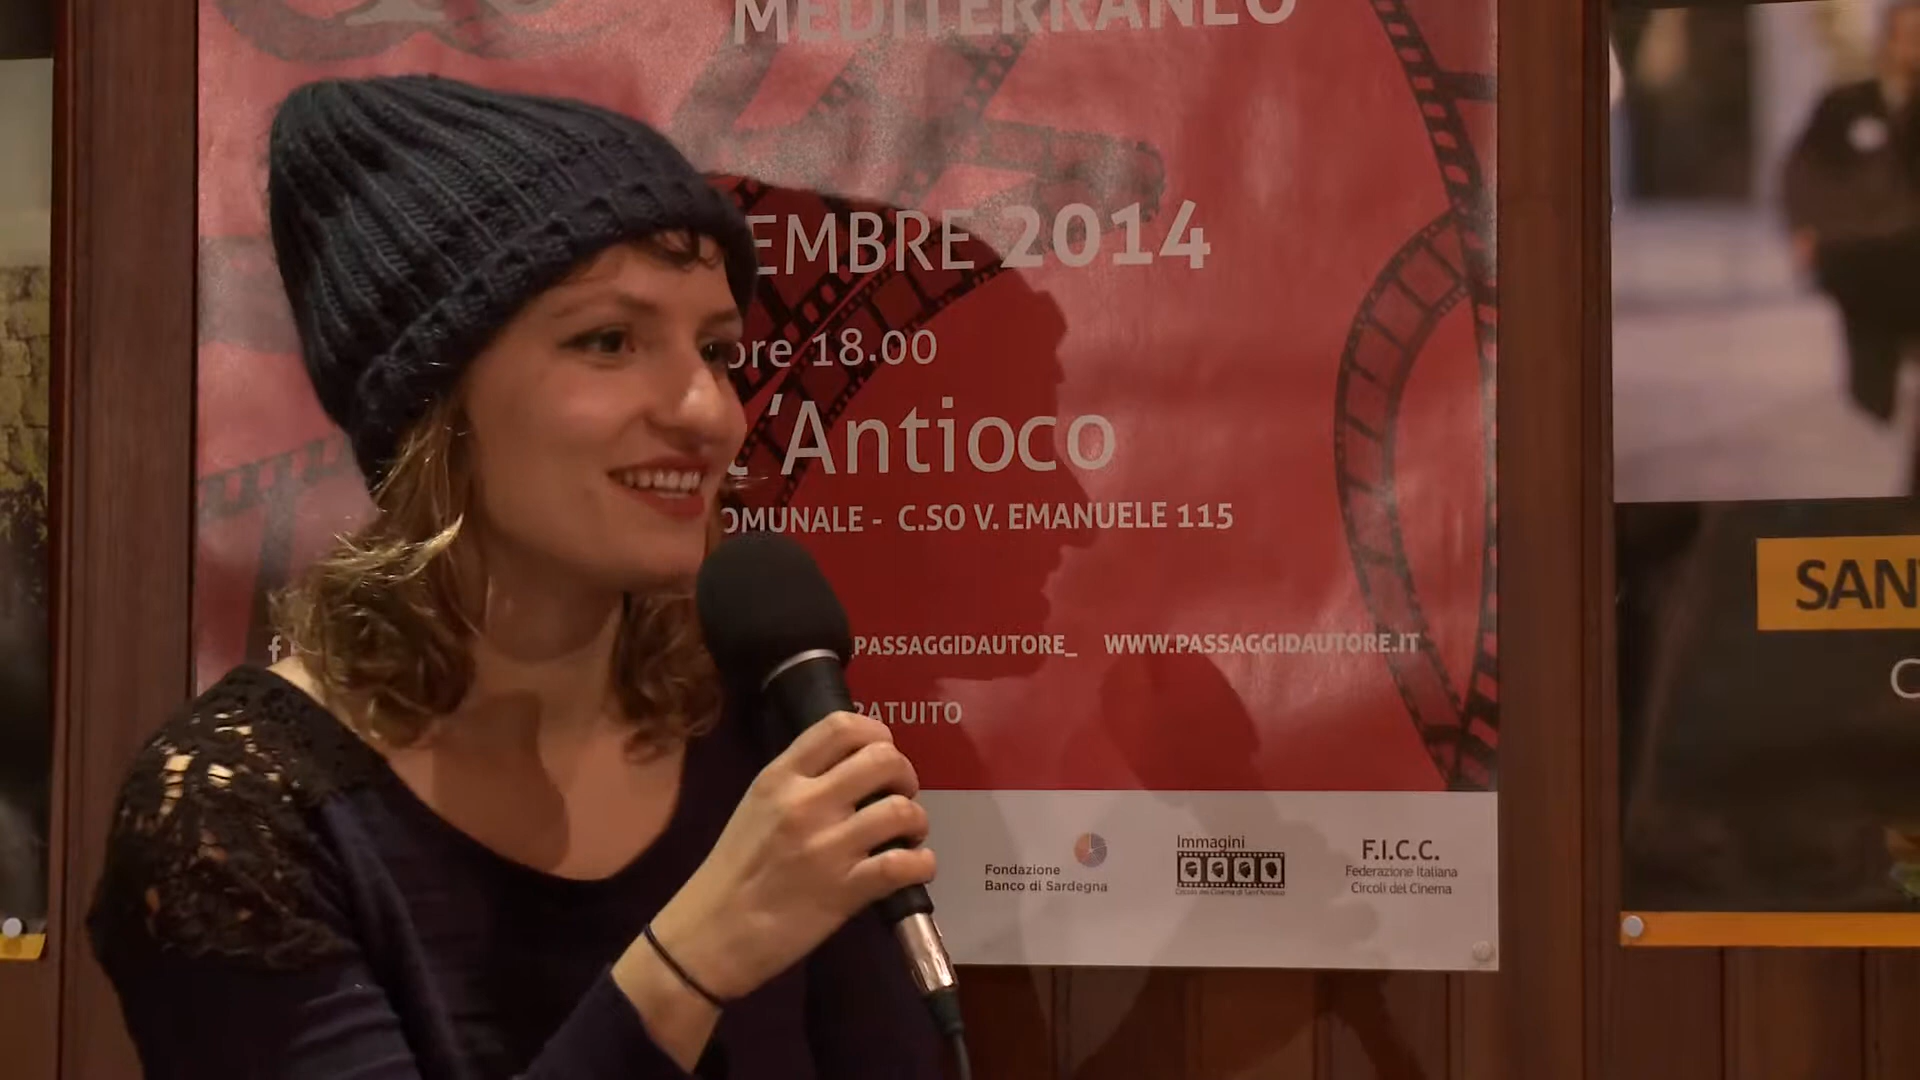 MEDITERRANEO
EMBRE 2014
ore 18.00
t'Antioco
OMUNALE - C.SO V. EMANUELE 115
f
_PASSAGGIDAUTORE_ WWW.PASSAGGIDAUTORE.IT
RATUITO
Fondazione
Banco di Sardegna
Immagini
F.I.C.C.
Federazione Italiana
Circoli del Cinema
SAN
C